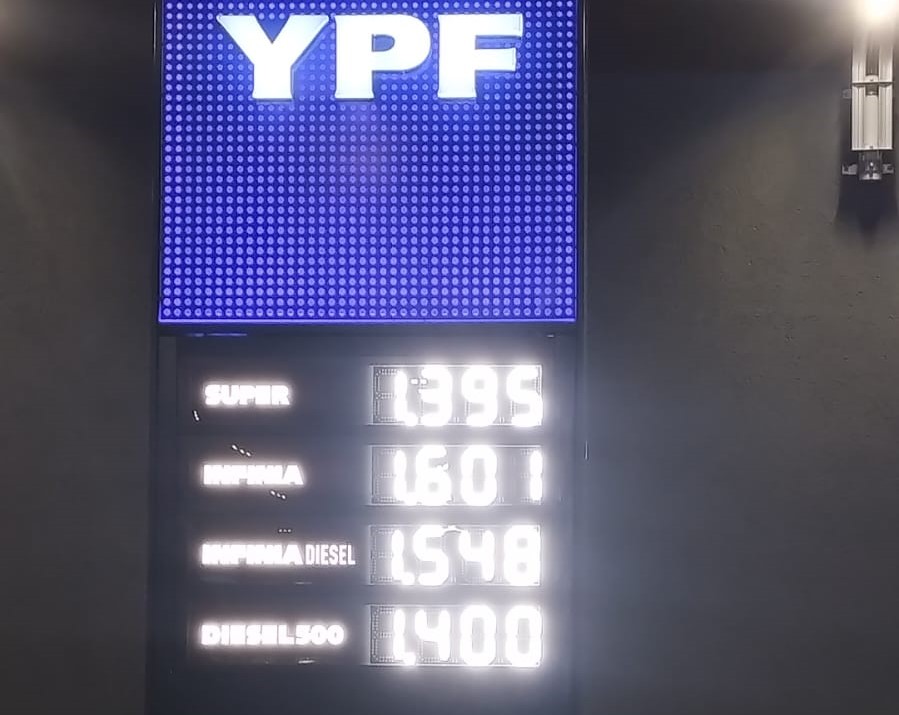 YPF
SUPER 1.395
INFINIA 1.601
INFINIA DIESEL 1.548
DIESEL500 1.400